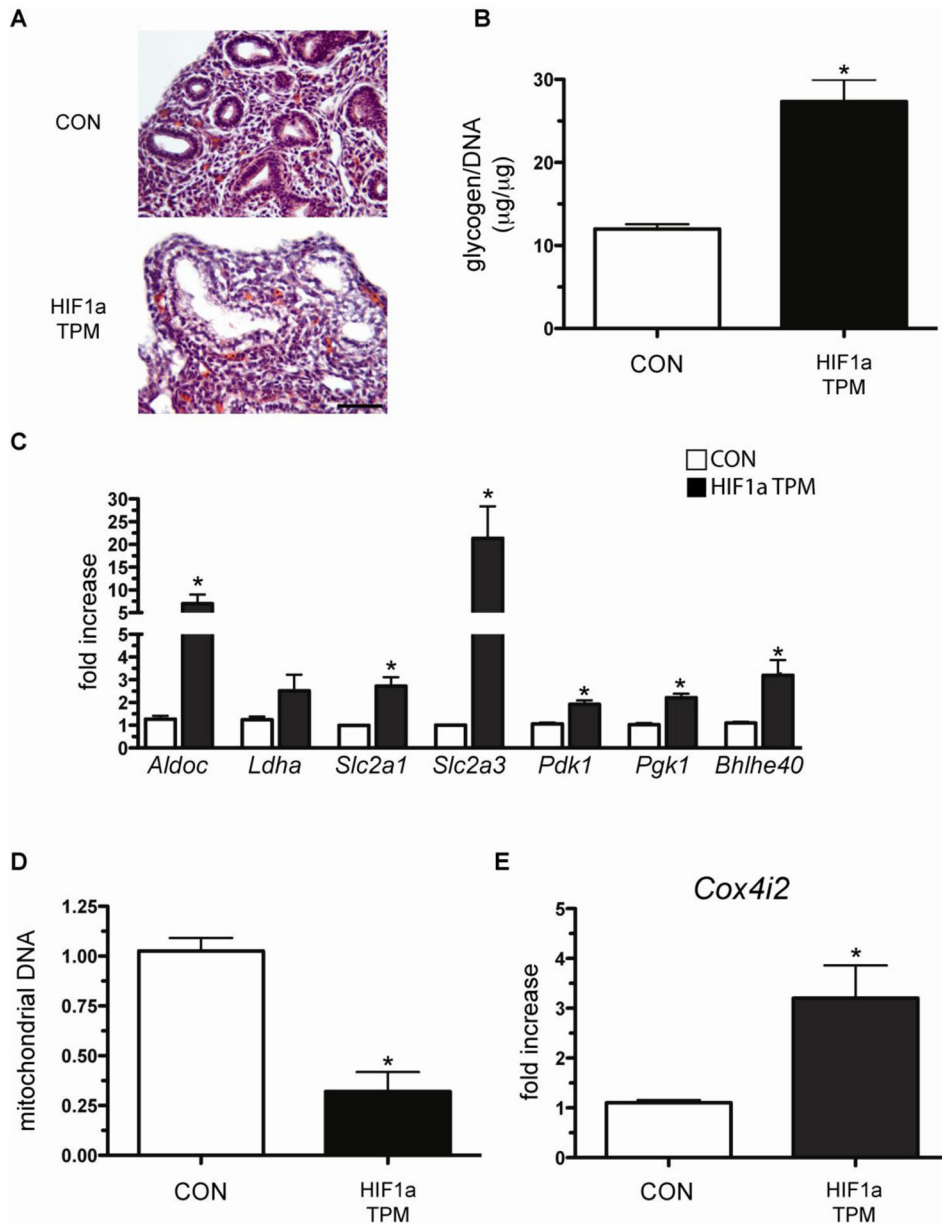 A
CON
HIF1a
TPM
B
glycogen/DNA
(µg/µg)
30
20
10
0
*
CON
HIF1a
TPM
C
CON
HIF1a TPM
fold increase
30
25
20
15
10
5
5
4
3
2
1
0
*
*
*
*
*
*
Aldoc
Ldha
Slc2a1
Slc2a3
Pdk1
Pgk1
Bhlhe40
D
mitochondrial DNA
1.25
1.00
0.75
0.50
0.25
0.00
*
CON
HIF1a
TPM
E
Cox4i2
fold increase
5
4
3
2
1
0
*
CON
HIF1a
TPM